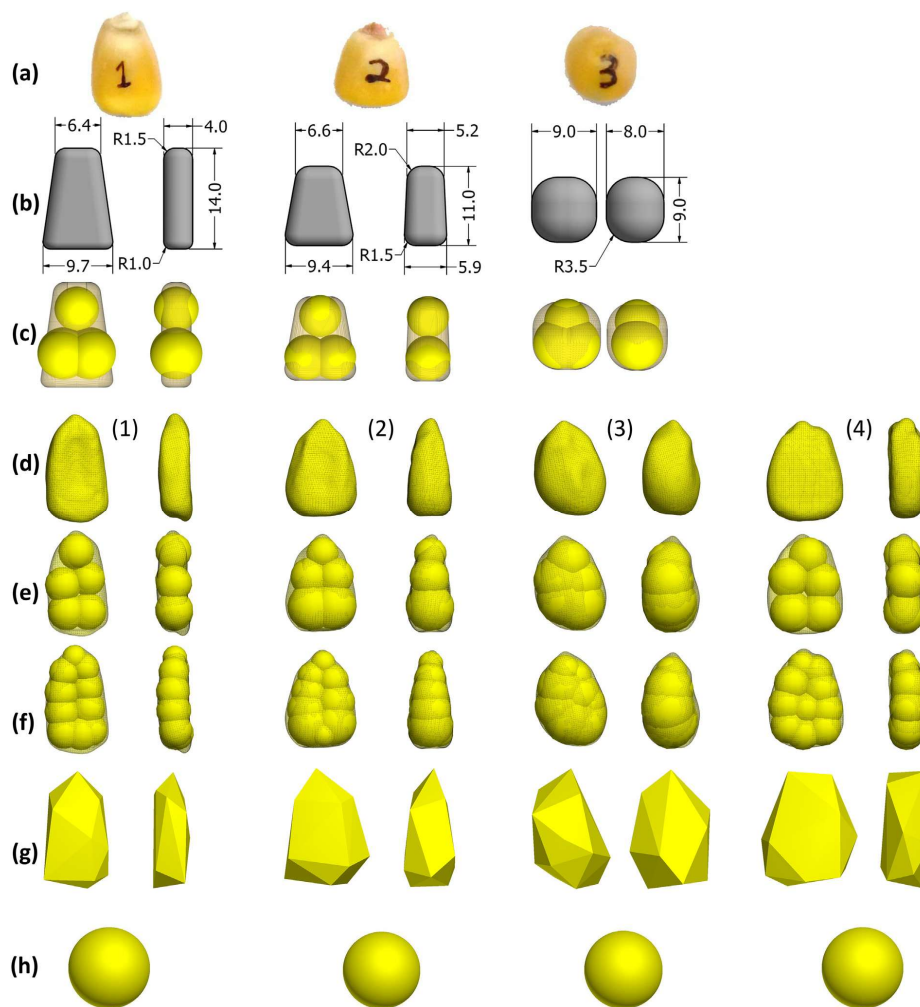 (a) 1 2 3
6.4 4.0 6.6 5.2 9.0 8.0
R1.5 R2.0
(b) 14.0 11.0 9.0
R1.0 R1.5 R3.5
9.7 9.4 5.9
(c)
(1) (2) (3) (4)
(d)
(e)
(f)
(g)
(h)